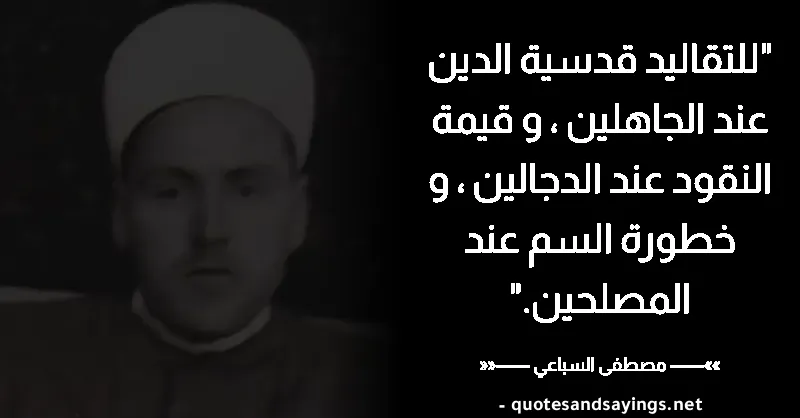 "للتقاليد قدسية الدين
عند الجاهلين ، و قيمة
النقود عند الدجالين ، و
خطورة السم عند
المصلحين."
»»—— مصطفى السباعي ——««
- quotesandsayings.net